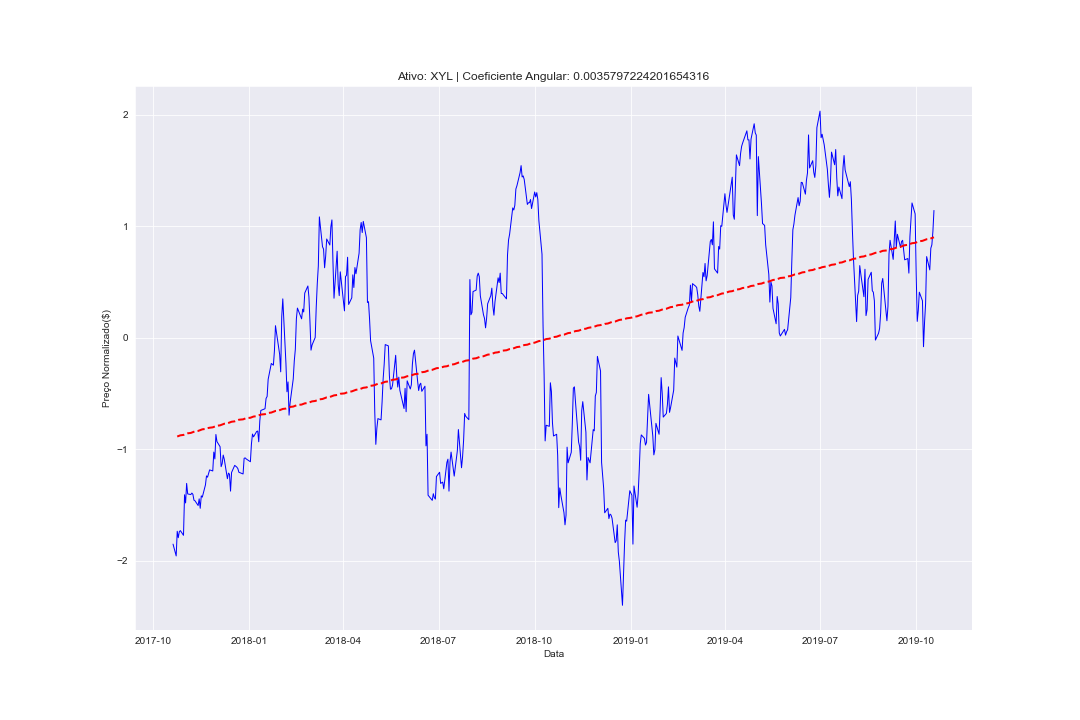 Ativo: XYL | Coeficiente Angular: 0.0035797224201654316
Preço Normalizado($)
2
1
0
−1
−2
2017-10 2018-01 2018-04 2018-07 2018-10 2019-01 2019-04 2019-07 2019-10
Data